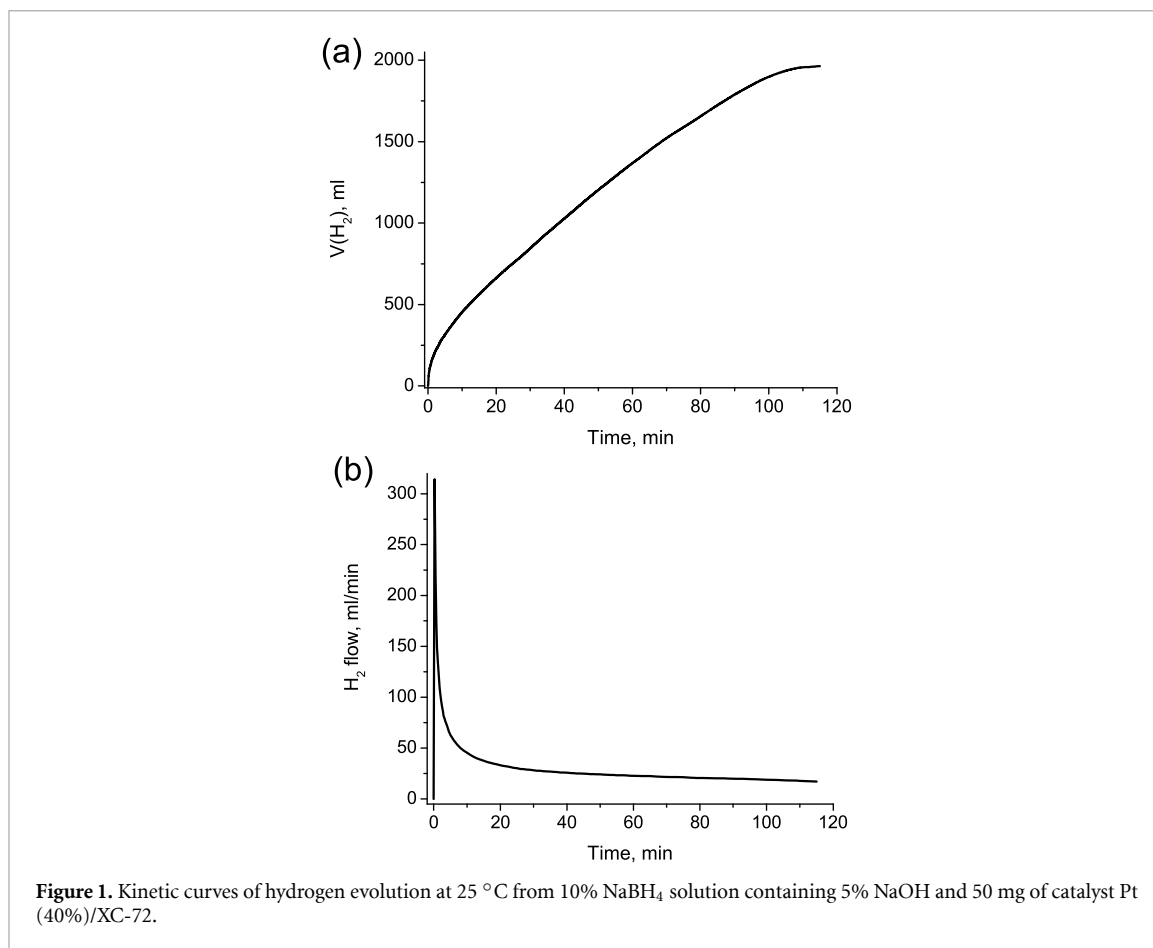 (a)
2000
1500
1000
500
0
V(H₂), ml
0 20 40 60 80 100 120
Time, min
(b)
300
250
200
150
100
50
0
H₂ flow, ml/min
0 20 40 60 80 100 120
Time, min
Figure 1. Kinetic curves of hydrogen evolution at 25 °C from 10% NaBH₄ solution containing 5% NaOH and 50 mg of catalyst Pt
(40%)/XC-72.